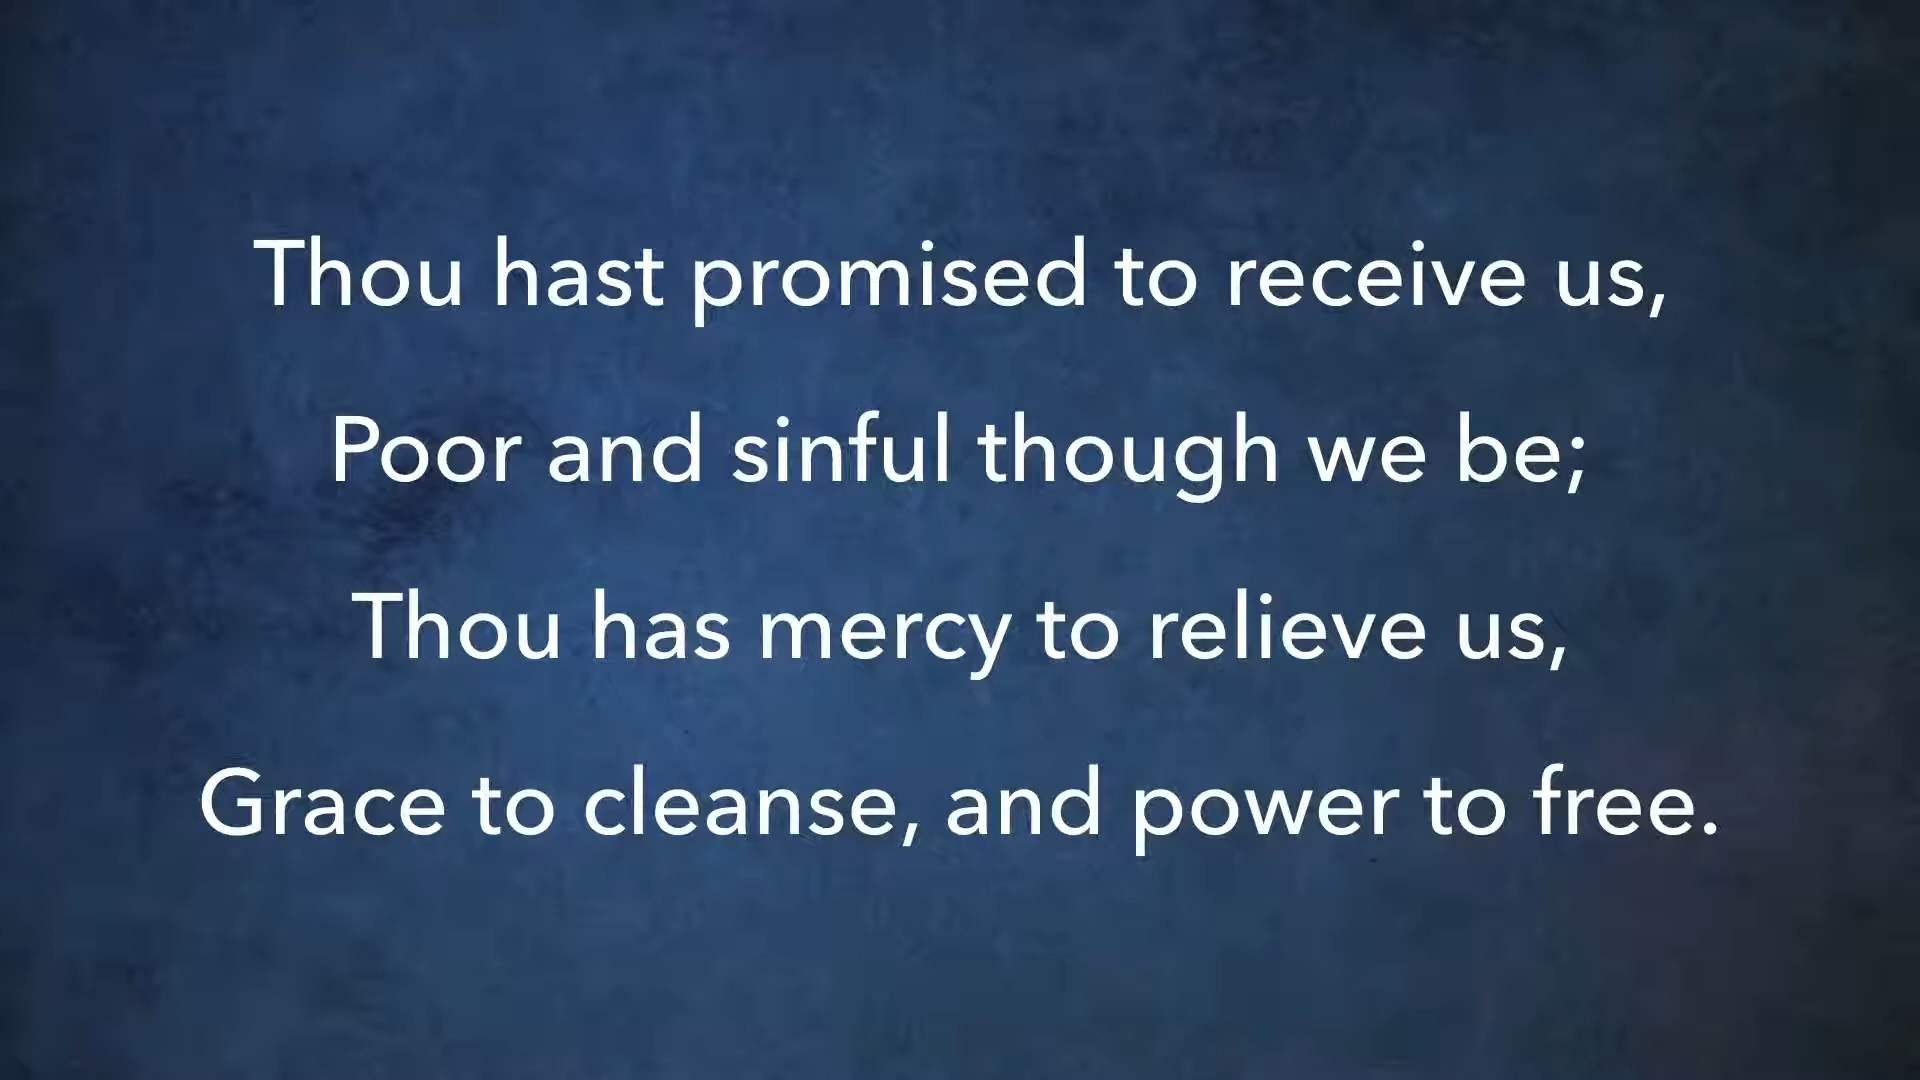 Thou hast promised to receive us,
Poor and sinful though we be;
Thou has mercy to relieve us,
Grace to cleanse, and power to free.